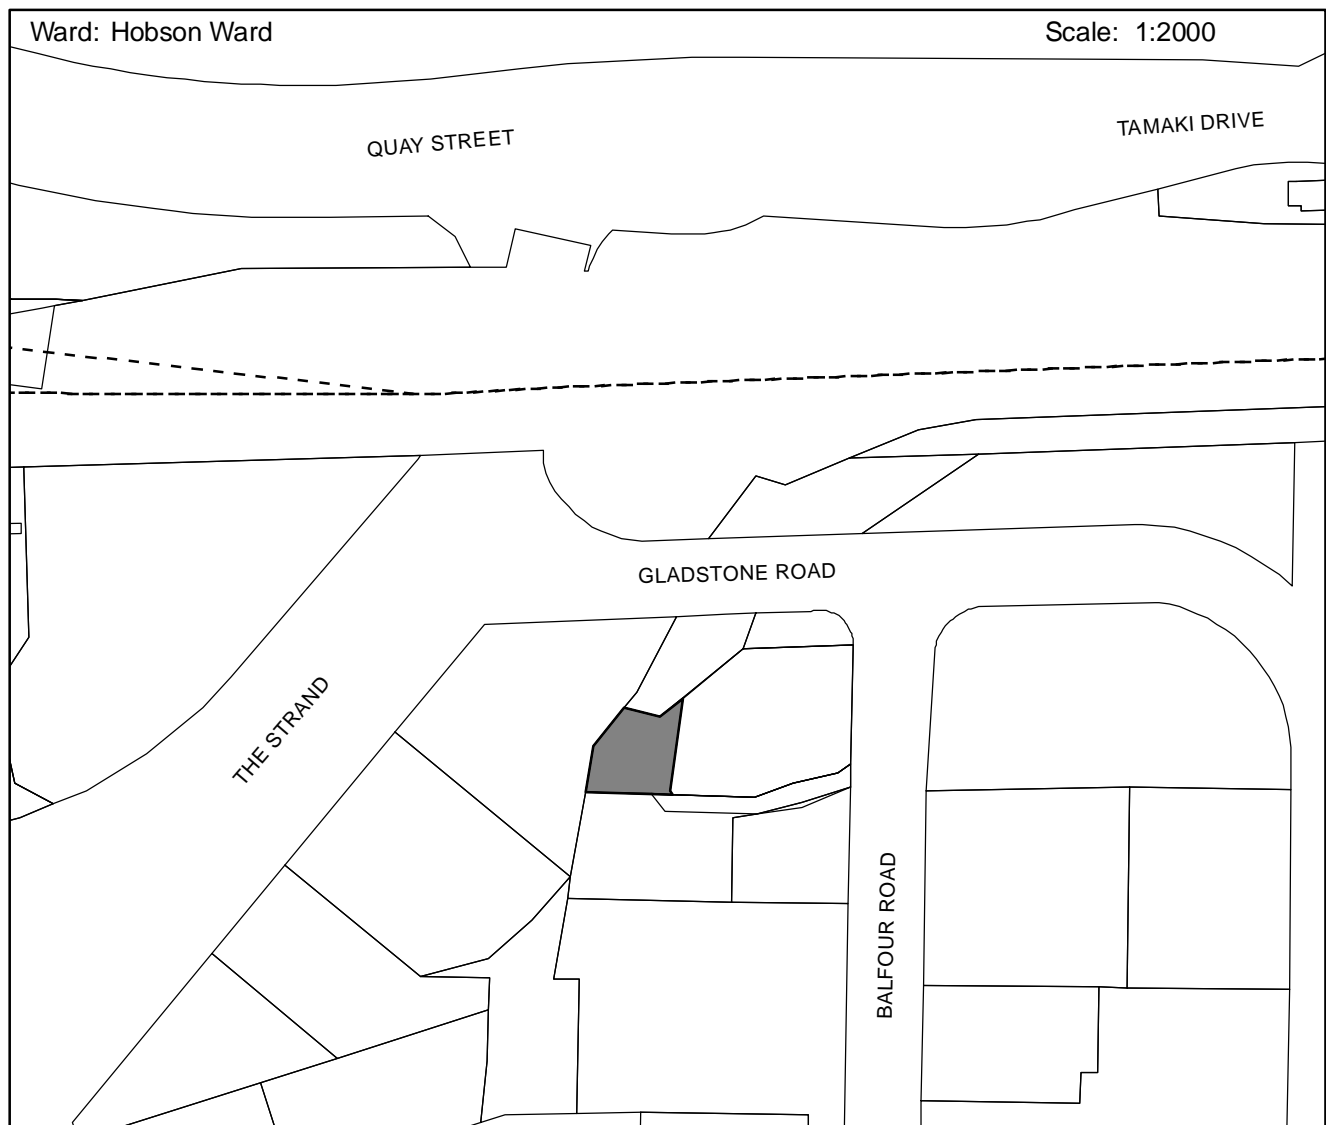 Ward: Hobson Ward
Scale: 1:2000
QUAY STREET
TAMAKI DRIVE
GLADSTONE ROAD
THE STRAND
BALFOUR ROAD